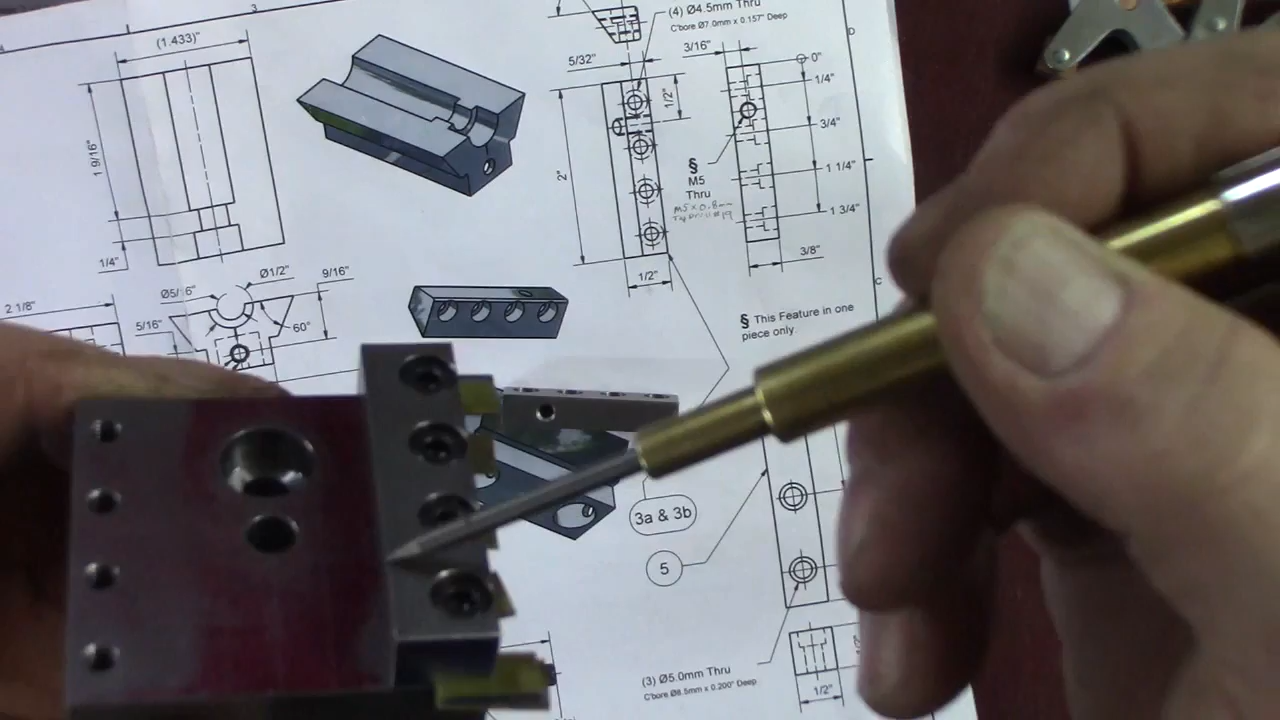 3
(1.433")
1 9/16"
1/4"
(4) Ø4.5mm Thru
C'bore Ø7.0mm x 0.157" Deep
5/32"
1/2"
2"
1/2"
3/16"
0"
1/4"
3/4"
1 1/4"
1 3/4"
3/8"
§
M5
Thru
M5x0.8mm
D
C
§ This Feature in one
piece only.
2 1/8"
Ø5/16"
Ø1/2"
9/16"
5/16"
60°
3a & 3b
5
(3) Ø5.0mm Thru
C'bore Ø8.5mm x 0.200" Deep
1/2"